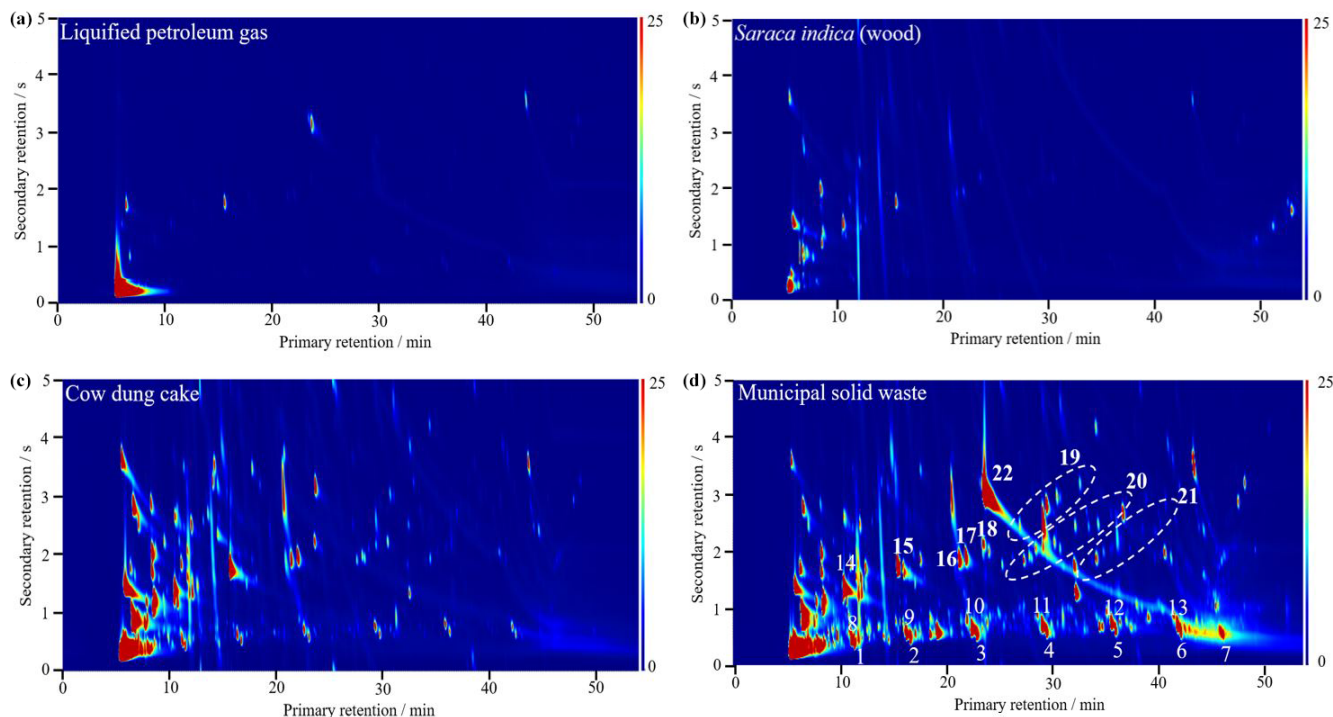 (a) Liquified petroleum gas
Secondary retention / s
5
4
3
2
1
0
0 10 20 30 40 50
Primary retention / min
25
0
(b) Saraca indica (wood)
Secondary retention / s
5
4
3
2
1
0
0 10 20 30 40 50
Primary retention / min
25
0
(c) Cow dung cake
Secondary retention / s
5
4
3
2
1
0
0 10 20 30 40 50
Primary retention / min
25
0
(d) Municipal solid waste
Secondary retention / s
5
4
3
2
1
0
22 19 20 21
14 15 16 17 18
8 9 10 11 12 13
1 2 3 4 5 6 7
0 10 20 30 40 50
Primary retention / min
25
0